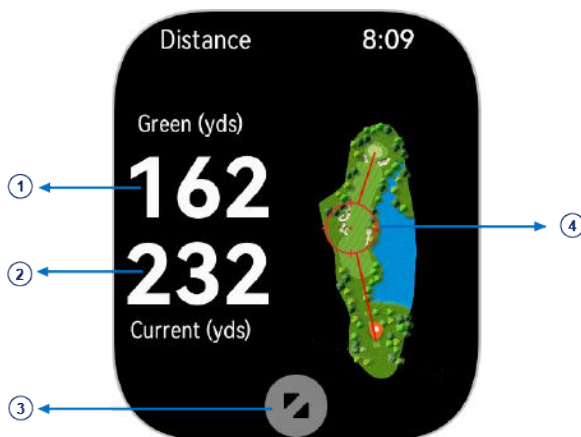 Distance 8:09
Green (yds)
① 162
④
② 232
Current (yds)
③